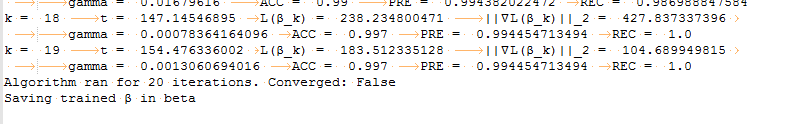 gamma = 0.01679616 ACC = 0.99 PRE = 0.994382022472 REC = 0.986988847584
k = 18 t = 147.14546895 L(β_k) = 238.234800471 ||∇L(β_k)||_2 = 427.837337396
gamma = 0.00078364164096 ACC = 0.997 PRE = 0.994454713494 REC = 1.0
k = 19 t = 154.476336002 L(β_k) = 183.512335128 ||∇L(β_k)||_2 = 104.689949815
gamma = 0.0013060694016 ACC = 0.997 PRE = 0.994454713494 REC = 1.0
Algorithm ran for 20 iterations. Converged: False
Saving trained β in beta